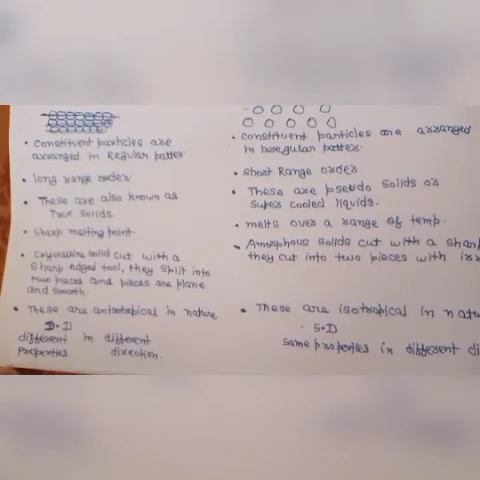 • Constituent particles are
arranged in Regular patter
• long range order
• These are also known as
True Solids.
• Sharp melting point
• Crystalline solid cut with a
sharp edged tool, they split into
two pieces and pieces are plane
and smooth.
• These are anisotropical in nature
D.D
different in different
Properties direction.
• Constituent particles are arranged
in irregular patter.
• Short Range order
• These are pseudo solids or
super cooled liquids.
• melts over a range of temp.
• Amorphous solids cut with a shar
they cut into two pieces with irr
• These are isotropical in natu
• S.D
same properties in different di